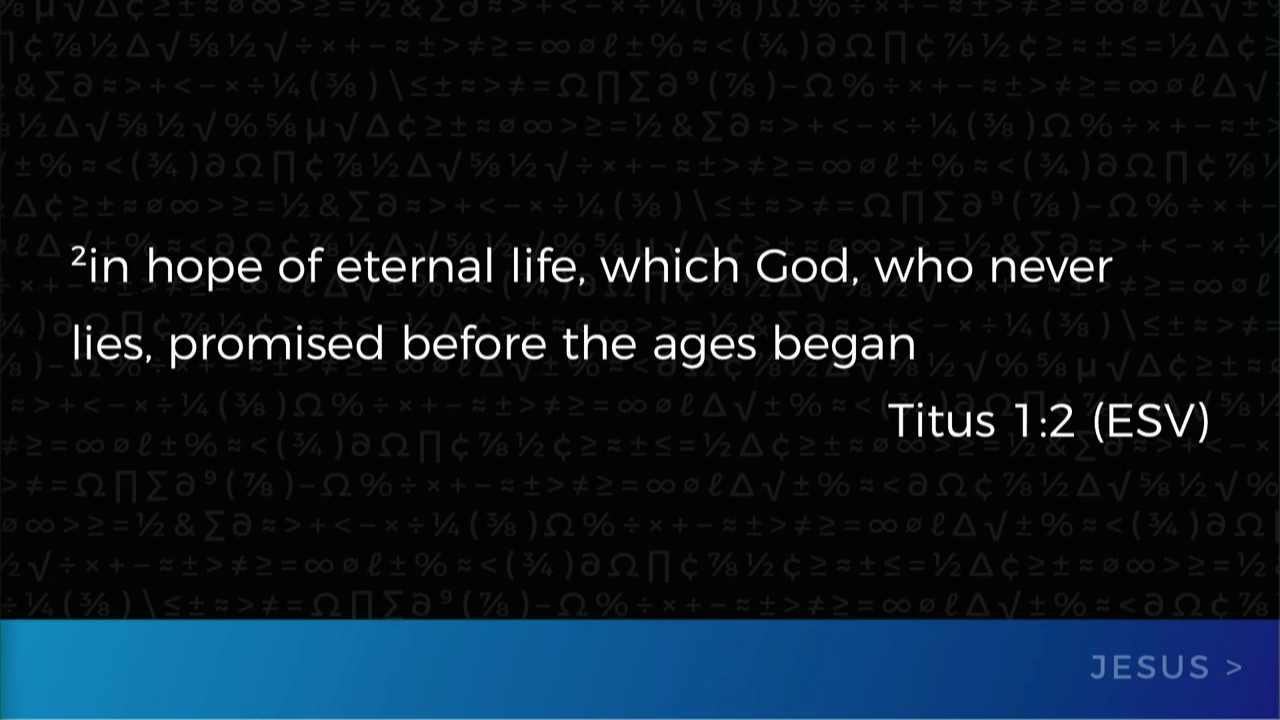 ²in hope of eternal life, which God, who never
lies, promised before the ages began
Titus 1:2 (ESV)
JESUS >